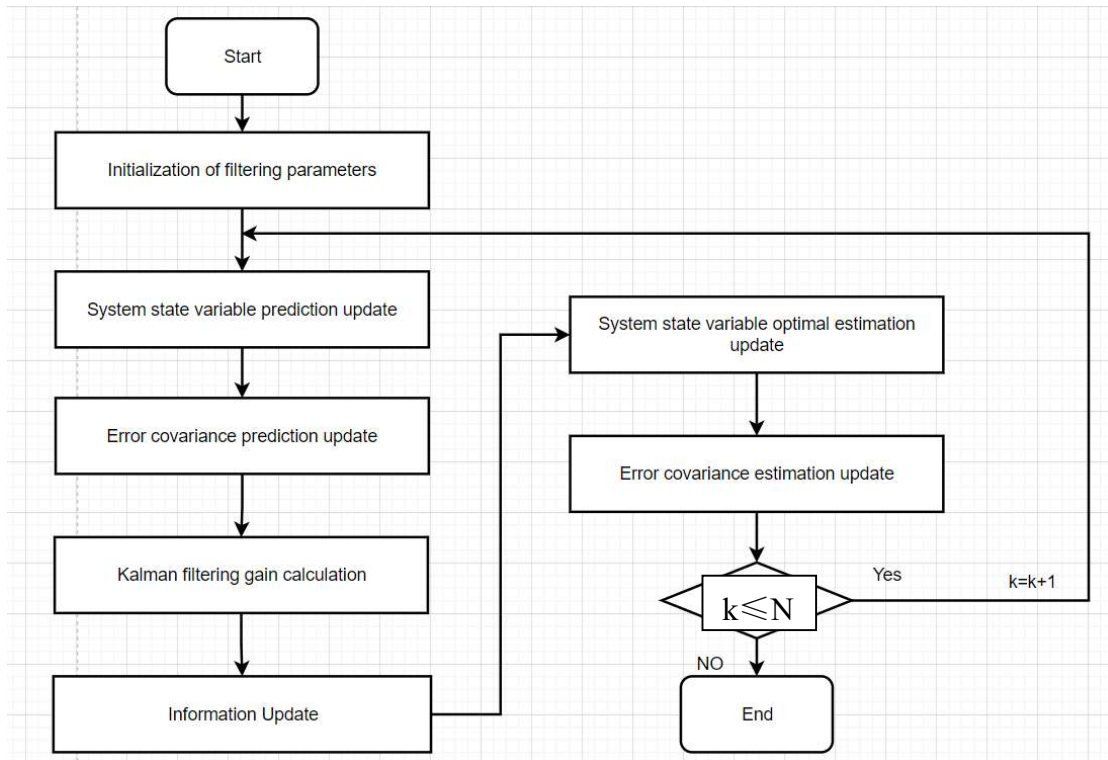 Start
Initialization of filtering parameters
System state variable prediction update
Error covariance prediction update
Kalman filtering gain calculation
Information Update
System state variable optimal estimation
update
Error covariance estimation update
k≤N
Yes
k=k+1
NO
End